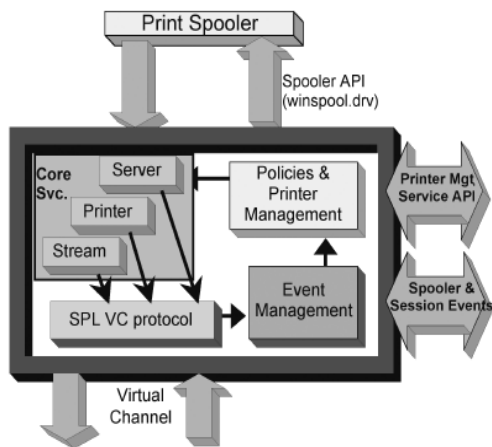 Print Spooler
Spooler API
(winspool.drv)
Core
Svc.
Server
Printer
Stream
Policies &
Printer
Management
Printer Mgt
Service API
SPL VC protocol
Event
Management
Spooler &
Session Events
Virtual
Channel